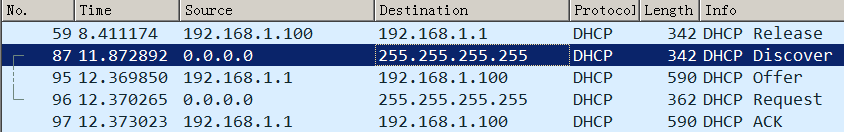 No. Time Source Destination Protocol Length Info
59 8.411174 192.168.1.100 192.168.1.1 DHCP 342 DHCP Release
87 11.872892 0.0.0.0 255.255.255.255 DHCP 342 DHCP Discover
95 12.369850 192.168.1.1 192.168.1.100 DHCP 590 DHCP Offer
96 12.370265 0.0.0.0 255.255.255.255 DHCP 362 DHCP Request
97 12.373023 192.168.1.1 192.168.1.100 DHCP 590 DHCP ACK